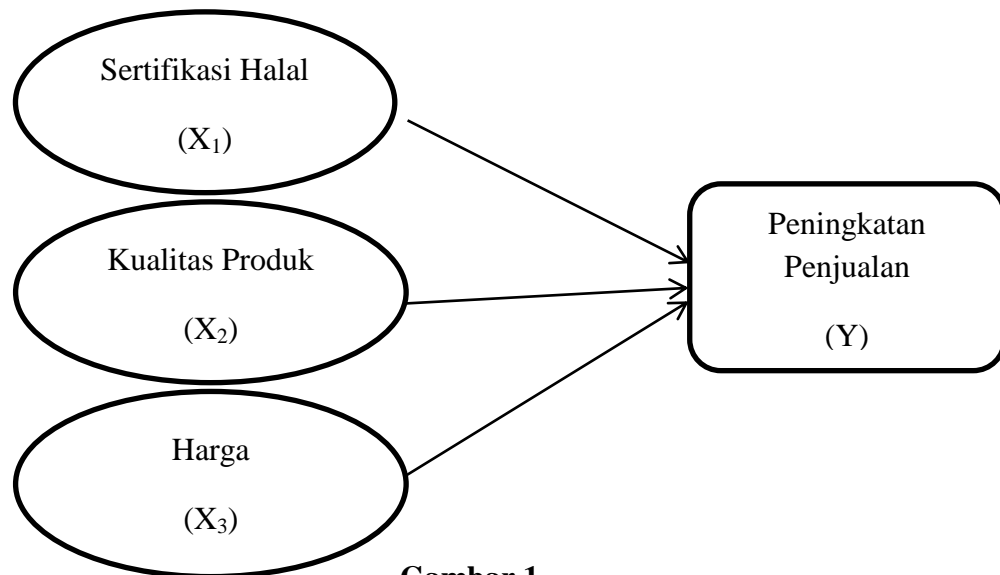 Sertifikasi Halal
(X₁)
Kualitas Produk
(X₂)
Harga
(X₃)
Peningkatan
Penjualan
(Y)
Gambar 1